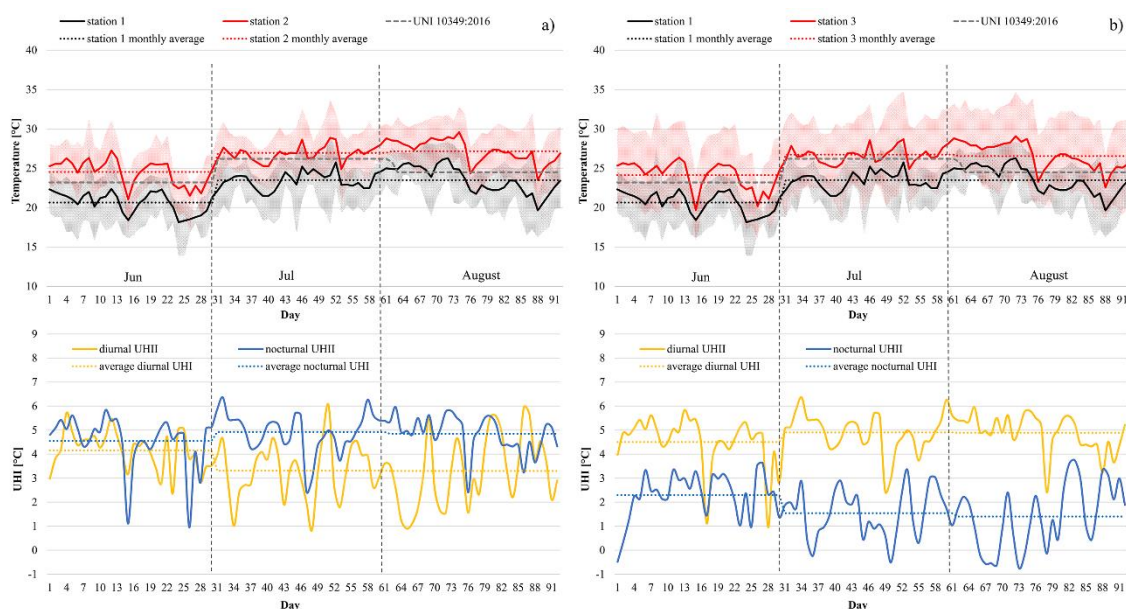 station 1 station 2 UNI 10349:2016 a)
station 1 monthly average station 2 monthly average
40
35
30
25
20
15
10
Temperature [°C]
Jun Jul August
1 4 7 10 13 16 19 22 25 28 31 34 37 40 43 46 49 52 55 58 61 64 67 70 73 76 79 82 85 88 91
Day
9
8
7
6
5
4
3
2
1
0
-1
UHI [°C]
diurnal UHII nocturnal UHII
average diurnal UHI average nocturnal UHI
1 4 7 10 13 16 19 22 25 28 31 34 37 40 43 46 49 52 55 58 61 64 67 70 73 76 79 82 85 88 91
Day
station 1 station 3 UNI 10349:2016 b)
station 1 monthly average station 3 monthly average
40
35
30
25
20
15
10
Temperature [°C]
Jun Jul August
1 4 7 10 13 16 19 22 25 28 31 34 37 40 43 46 49 52 55 58 61 64 67 70 73 76 79 82 85 88 91
Day
9
8
7
6
5
4
3
2
1
0
-1
UHI [°C]
diurnal UHII nocturnal UHII
average diurnal UHI average nocturnal UHI
1 4 7 10 13 16 19 22 25 28 31 34 37 40 43 46 49 52 55 58 61 64 67 70 73 76 79 82 85 88 91
Day